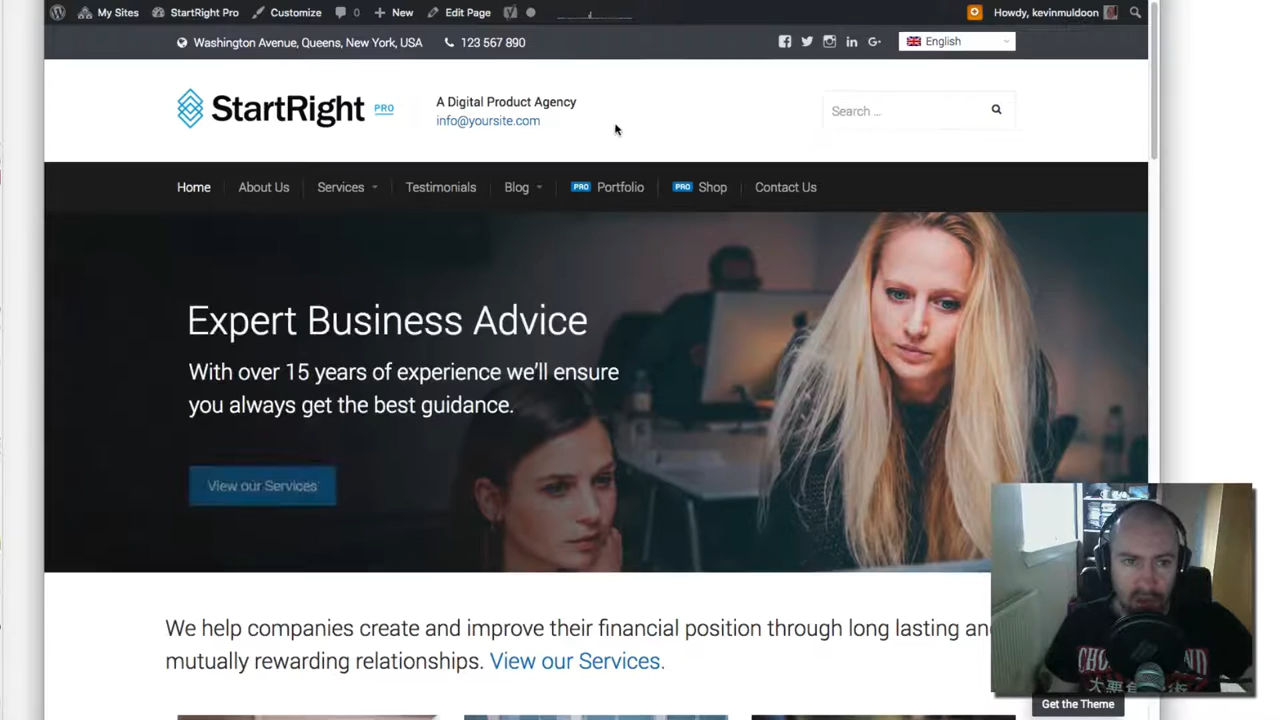 My Sites StartRight Pro Customize 0 New Edit Page Howdy, kevinmuldoon
Washington Avenue, Queens, New York, USA 123 567 890 English
StartRight PRO
A Digital Product Agency
info@yoursite.com
Search ...
Home About Us Services Testimonials Blog PRO Portfolio PRO Shop Contact Us
Expert Business Advice
With over 15 years of experience we'll ensure
you always get the best guidance.
View our Services
We help companies create and improve their financial position through long lasting and
mutually rewarding relationships. View our Services.
Get the Theme